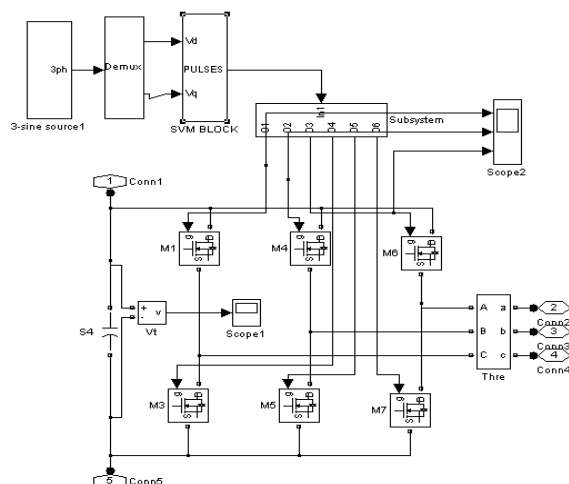 3ph
Demux
Vd
PULSES
Vq
3-sine source1
SVM BLOCK
In1
O1
O2
O3
O4
O5
O6
Subsystem
Scope2
1
Conn1
M1
g
D
S
M4
g
D
S
M6
g
D
S
S4
+
-
v
Vt
Scope1
A
B
C
a
b
c
Thre
2
Conn2
3
Conn3
4
Conn4
M3
g
D
S
M5
g
D
S
M7
g
D
S
5
Conn5